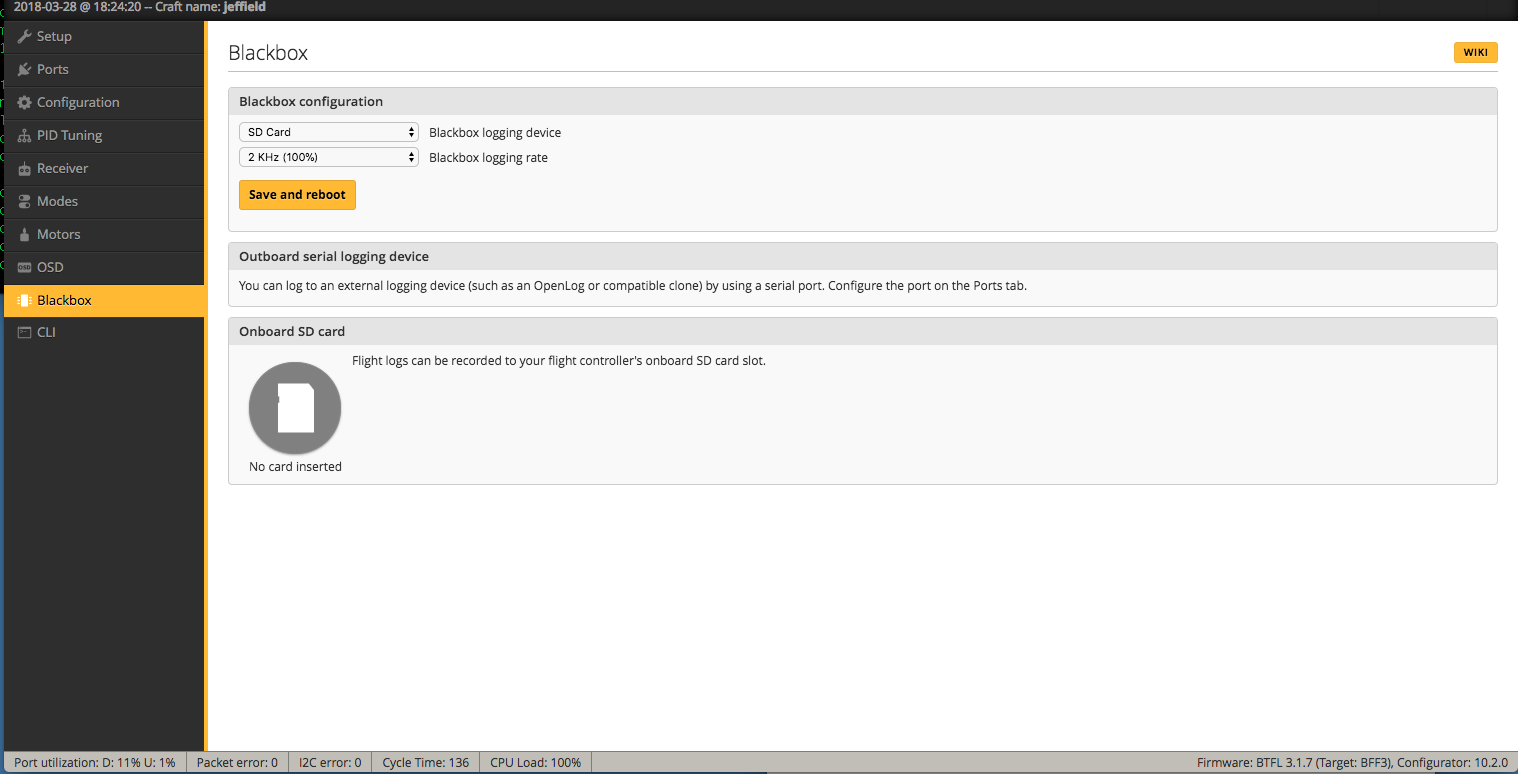 2018-03-28 @ 18:24:20 -- Craft name: jeffield
Setup
Ports
Configuration
PID Tuning
Receiver
Modes
Motors
OSD
Blackbox
CLI
Blackbox
WIKI
Blackbox configuration
SD Card Blackbox logging device
2 KHz (100%) Blackbox logging rate
Save and reboot
Outboard serial logging device
You can log to an external logging device (such as an OpenLog or compatible clone) by using a serial port. Configure the port on the Ports tab.
Onboard SD card
Flight logs can be recorded to your flight controller's onboard SD card slot.
No card inserted
Port utilization: D: 11% U: 1% Packet error: 0 I2C error: 0 Cycle Time: 136 CPU Load: 100% Firmware: BTFL 3.1.7 (Target: BFF3), Configurator: 10.2.0